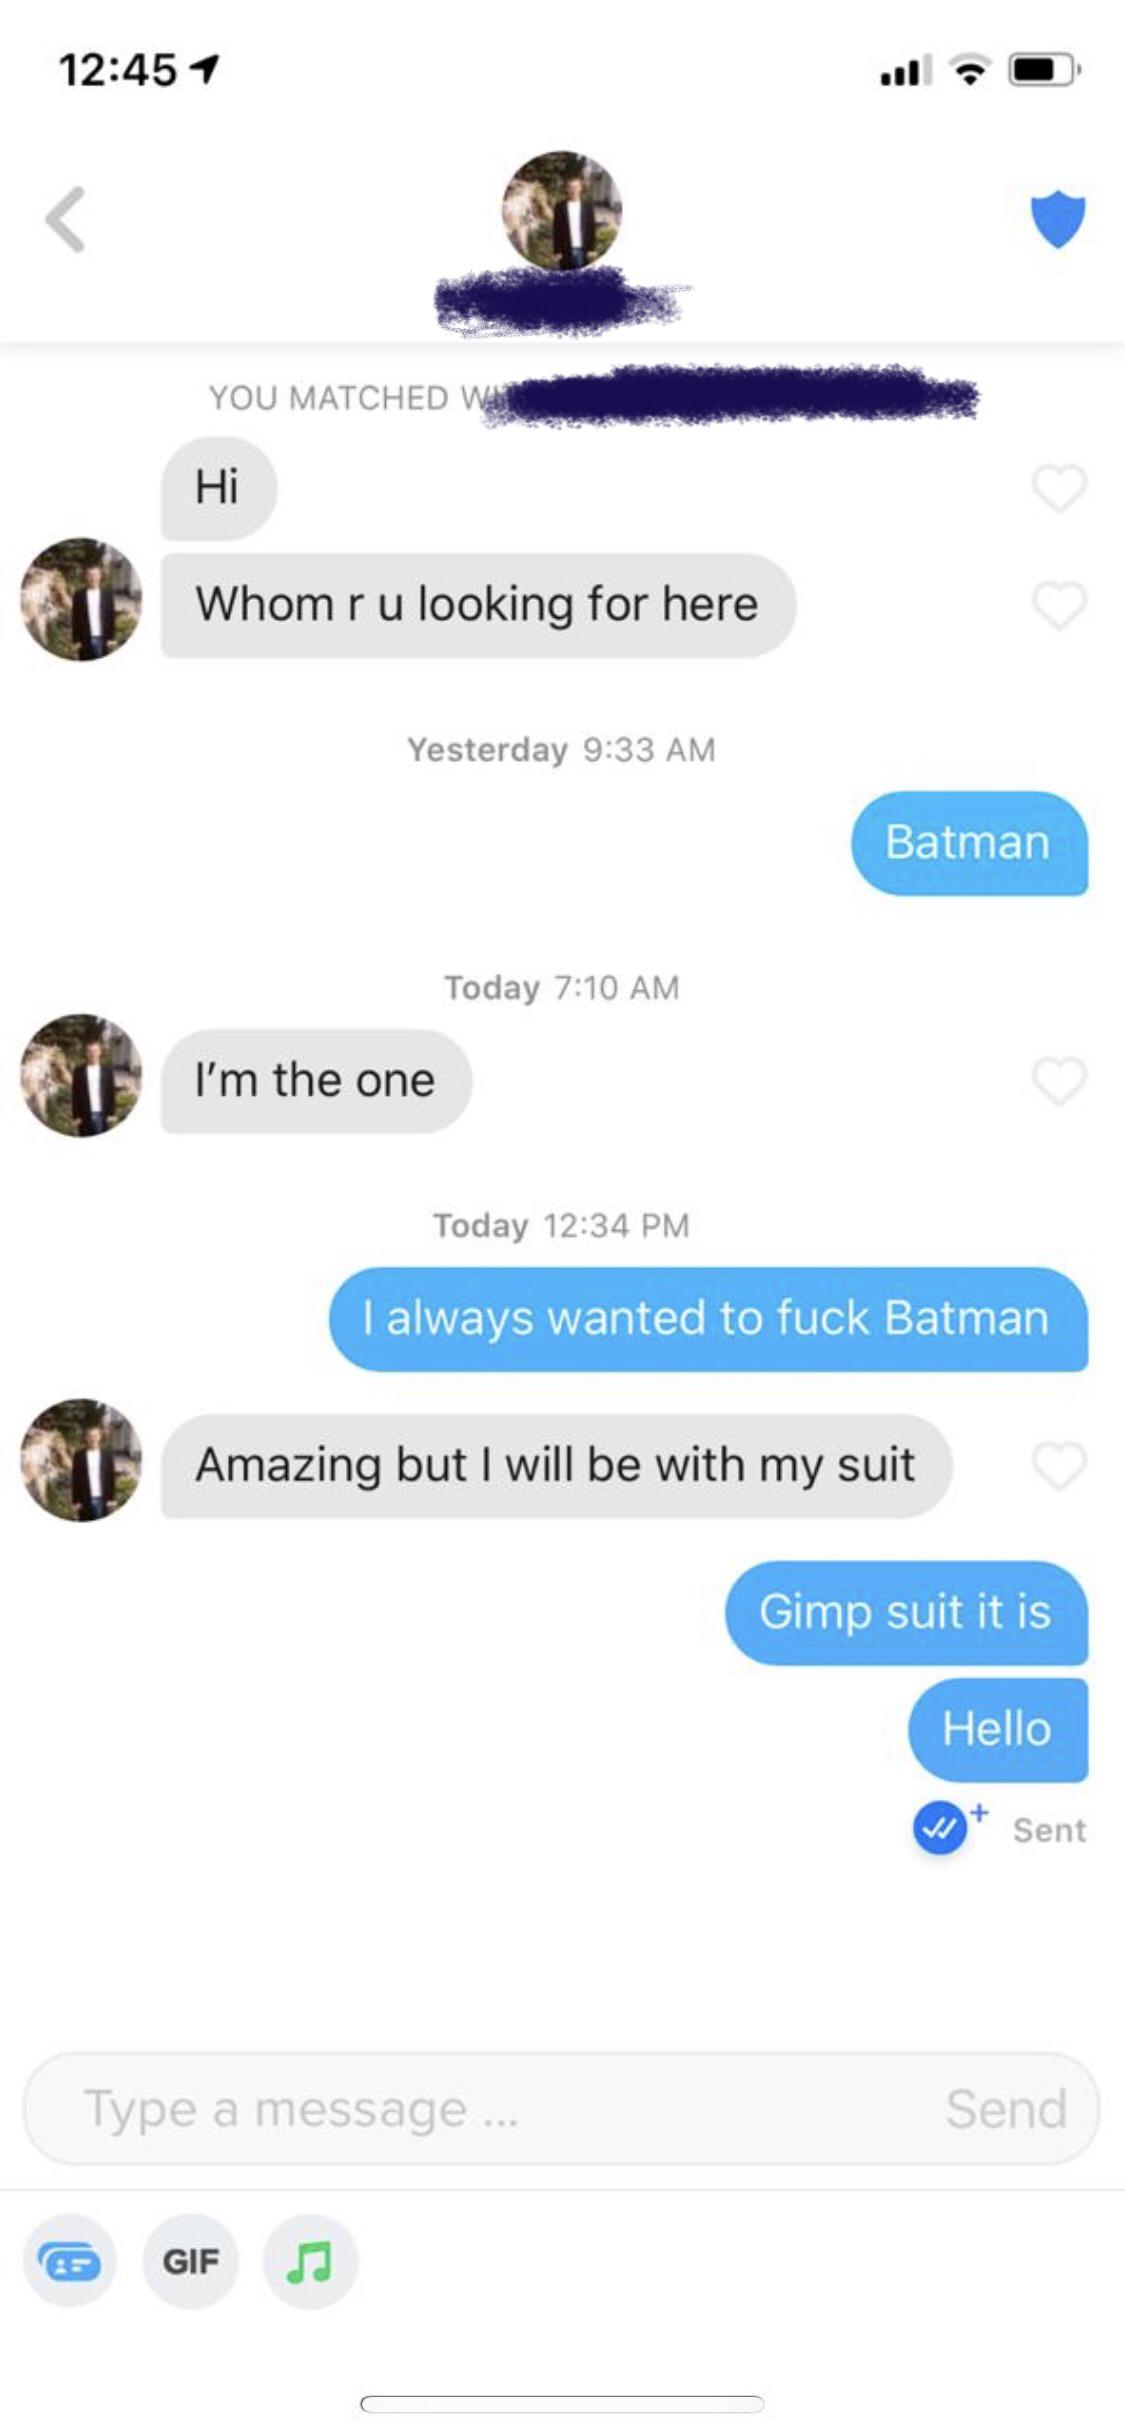 12:45
YOU MATCHED
Hi
Whom r u looking for here
Yesterday 9:33 AM
Batman
Today 7:10 AM
I'm the one
Today 12:34 PM
I always wanted to fuck Batman
Amazing but I will be with my suit
Gimp suit it is
Hello
Sent
Type a message ... Send
GIF